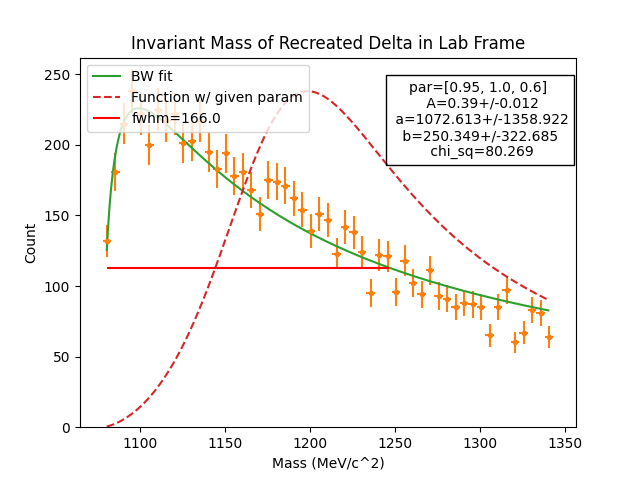 Invariant Mass of Recreated Delta in Lab Frame
BW fit
Function w/ given param
fwhm=166.0
par=[0.95, 1.0, 0.6]
A=0.39+/-0.012
a=1072.613+/-1358.922
b=250.349+/-322.685
chi_sq=80.269
Count
250
200
150
100
50
0
1100
1150
1200
1250
1300
1350
Mass (MeV/c^2)